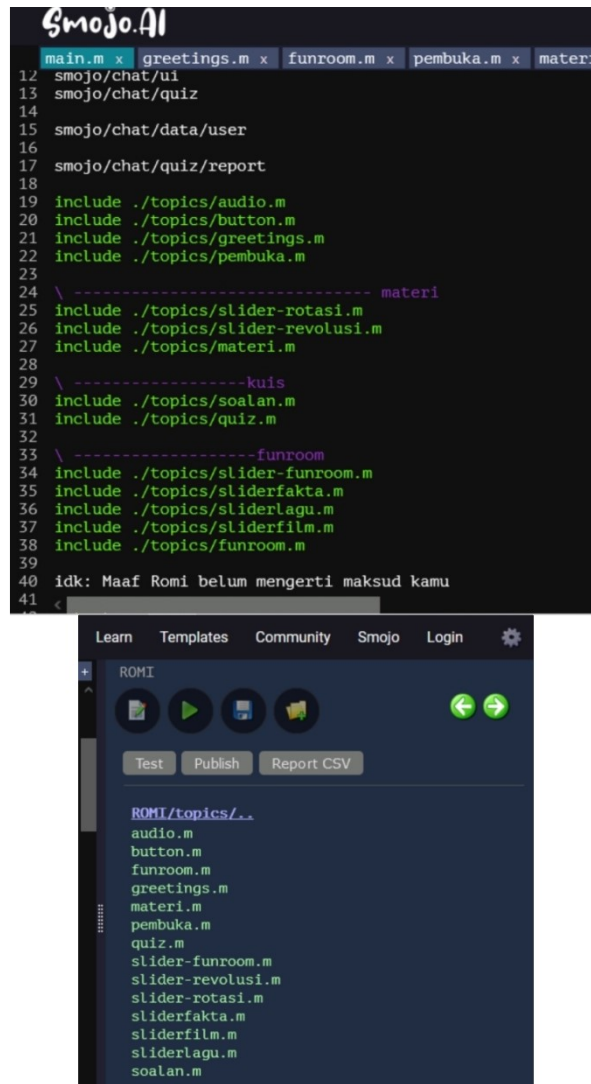 Smojo.AI
main.m x greetings.m x funroom.m x pembuka.m x materi
12 smojo/chat/ui
13 smojo/chat/quiz
14
15 smojo/chat/data/user
16
17 smojo/chat/quiz/report
18
19 include ./topics/audio.m
20 include ./topics/button.m
21 include ./topics/greetings.m
22 include ./topics/pembuka.m
23
24 \ ------------------------------- materi
25 include ./topics/slider-rotasi.m
26 include ./topics/slider-revolusi.m
27 include ./topics/materi.m
28
29 \ ------------------kuis
30 include ./topics/soalan.m
31 include ./topics/quiz.m
32
33 \ -------------------funroom
34 include ./topics/slider-funroom.m
35 include ./topics/sliderfakta.m
36 include ./topics/sliderlagu.m
37 include ./topics/sliderfilm.m
38 include ./topics/funroom.m
39
40 idk: Maaf Romi belum mengerti maksud kamu
41
Learn Templates Community Smojo Login
ROMI
Test Publish Report CSV
ROMI/topics/..
audio.m
button.m
funroom.m
greetings.m
materi.m
pembuka.m
quiz.m
slider-funroom.m
slider-revolusi.m
slider-rotasi.m
sliderfakta.m
sliderfilm.m
sliderlagu.m
soalan.m